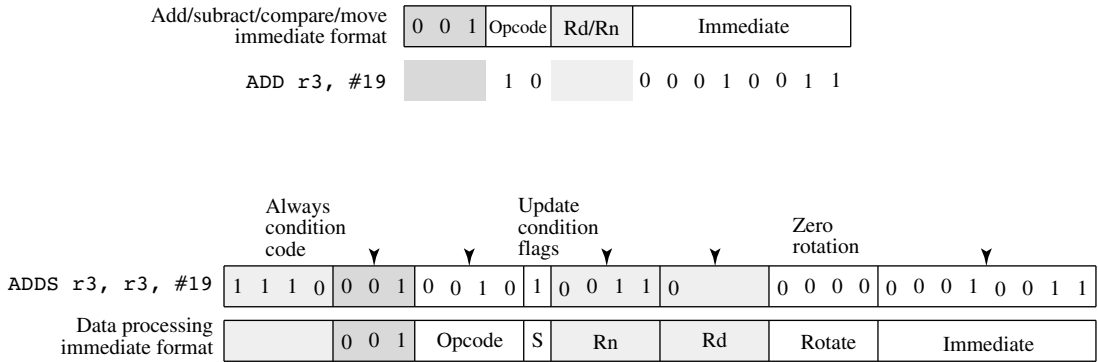 Add/subract/compare/move
immediate format
0 0 1 Opcode Rd/Rn Immediate
ADD r3, #19 1 0 0 0 0 1 0 0 1 1
Always
condition
code
Update
condition
flags
Zero
rotation
ADDS r3, r3, #19 1 1 1 0 0 0 1 0 0 1 0 1 0 0 1 1 0 0 0 0 0 0 0 0 1 0 0 1 1
Data processing
immediate format
0 0 1 Opcode S Rn Rd Rotate Immediate